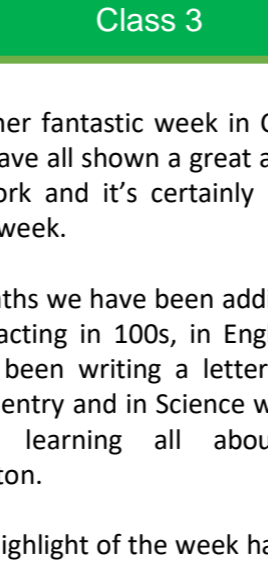 Class 3
her fantastic week in
ave all shown a great a
ork and it's certainly
week.
ths we have been addi
acting in 100s, in Engl
been writing a letter
entry and in Science w
learning all abou
ton.
ighlight of the week ha